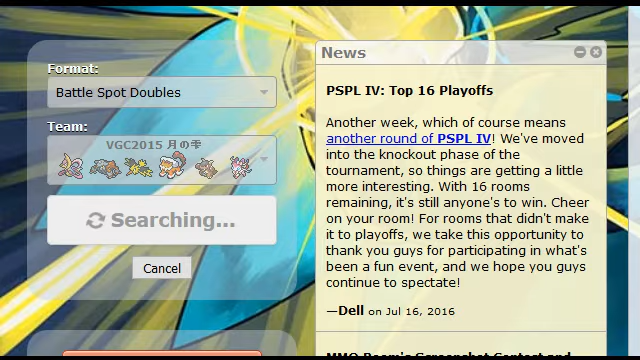 Format:
Battle Spot Doubles
Team:
VGC2015 月の雫
Searching...
Cancel
News
PSPL IV: Top 16 Playoffs
Another week, which of course means
another round of PSPL IV! We've moved
into the knockout phase of the
tournament, so things are getting a little
more interesting. With 16 rooms
remaining, it's still anyone's to win. Cheer
on your room! For rooms that didn't make
it to playoffs, we take this opportunity to
thank you guys for participating in what's
been a fun event, and we hope you guys
continue to spectate!
—Dell on Jul 16, 2016